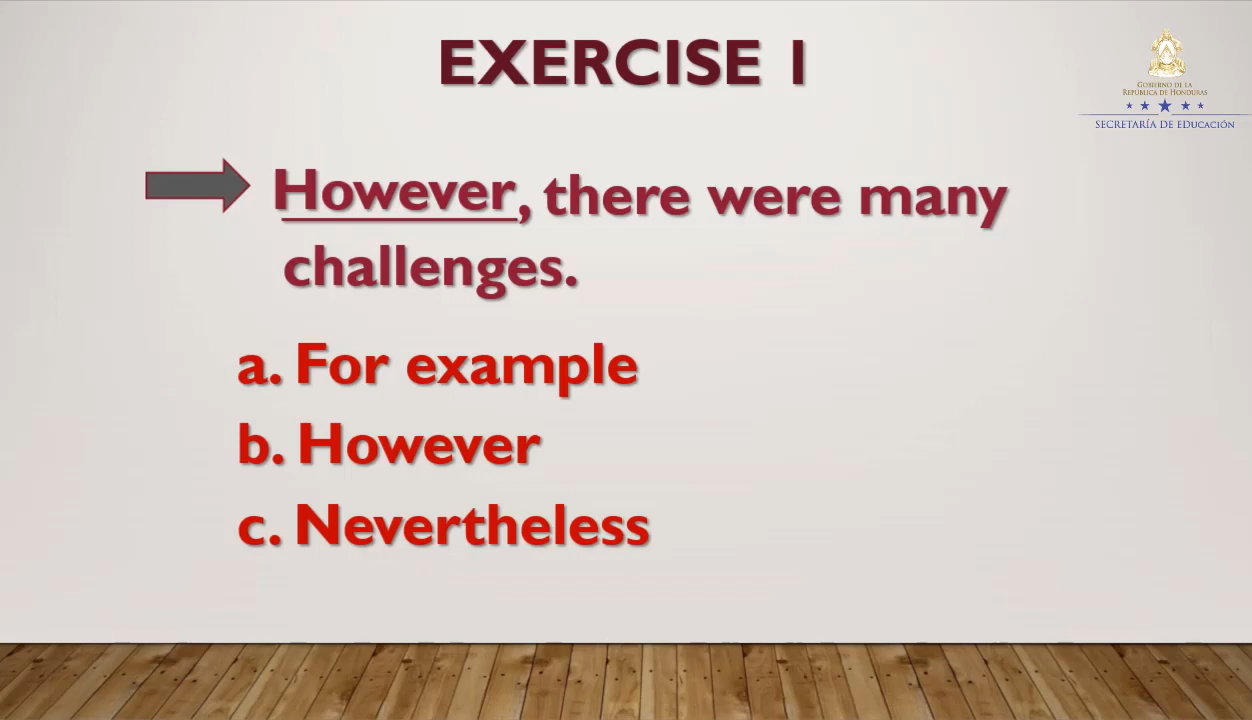 EXERCISE 1
GOBIERNO DE LA
REPÚBLICA DE HONDURAS
SECRETARÍA DE EDUCACIÓN
However, there were many
challenges.
a. For example
b. However
c. Nevertheless